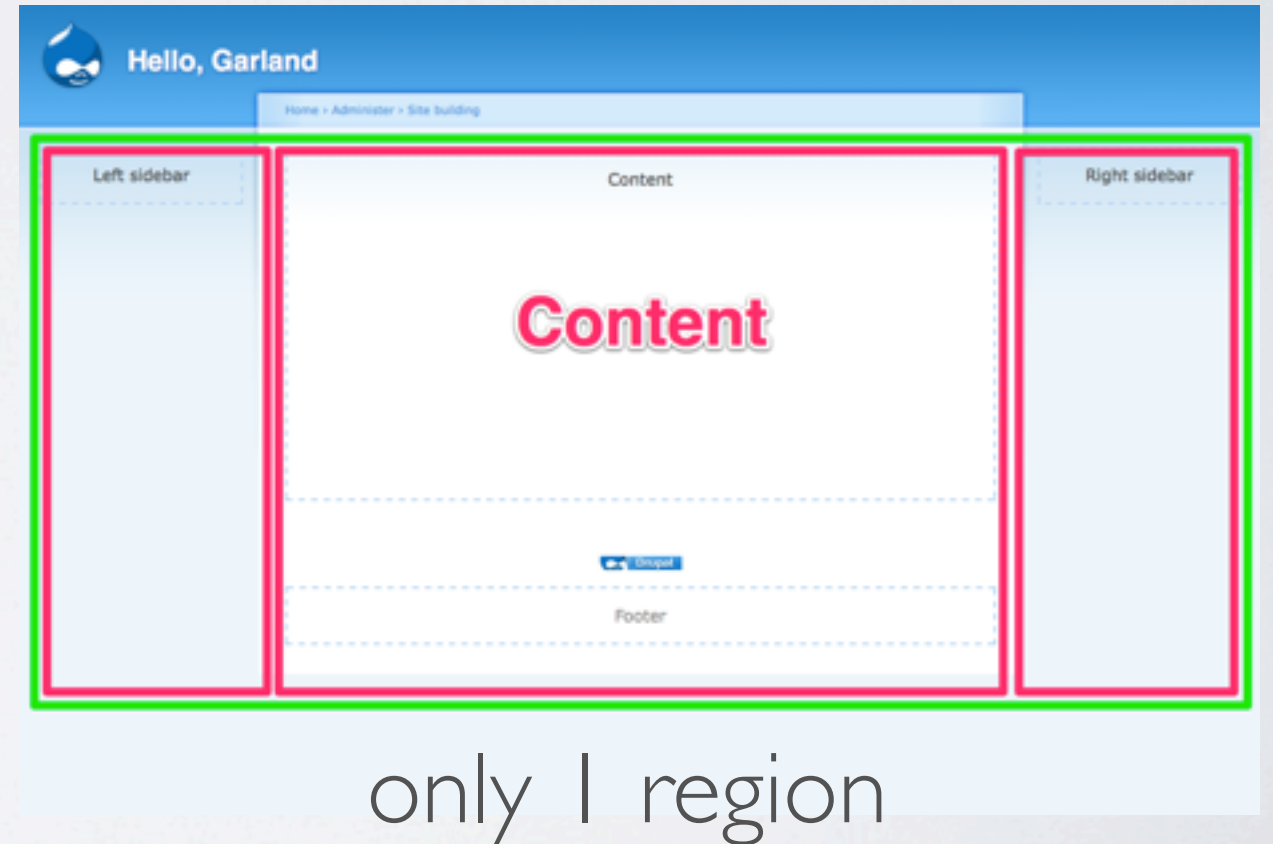 Hello, Garland
Home › Administer › Site building
Left sidebar
Content
Right sidebar
Content
Drupal
Footer
only 1 region